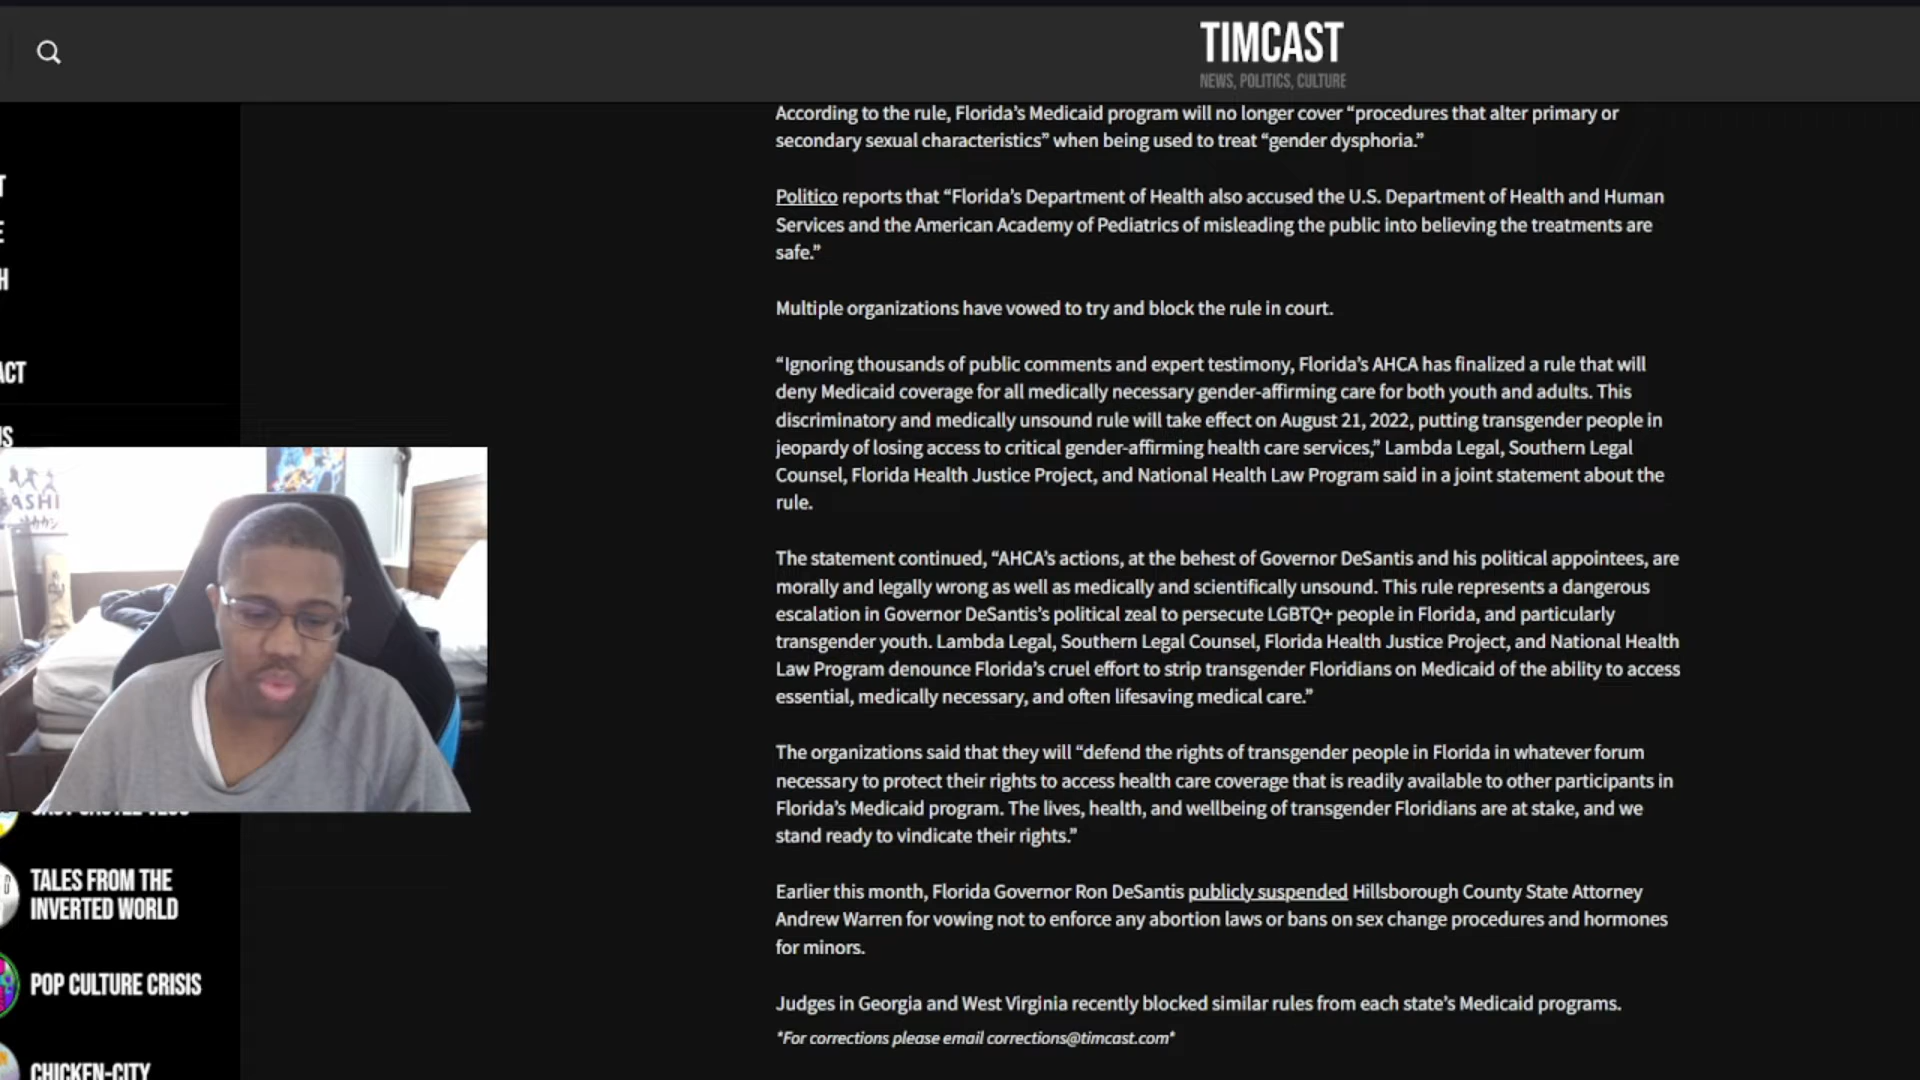 TIMCAST
NEWS, POLITICS, CULTURE
According to the rule, Florida’s Medicaid program will no longer cover “procedures that alter primary or
secondary sexual characteristics” when being used to treat “gender dysphoria.”
Politico reports that “Florida’s Department of Health also accused the U.S. Department of Health and Human
Services and the American Academy of Pediatrics of misleading the public into believing the treatments are
safe.”
Multiple organizations have vowed to try and block the rule in court.
“Ignoring thousands of public comments and expert testimony, Florida’s AHCA has finalized a rule that will
deny Medicaid coverage for all medically necessary gender-affirming care for both youth and adults. This
discriminatory and medically unsound rule will take effect on August 21, 2022, putting transgender people in
jeopardy of losing access to critical gender-affirming health care services,” Lambda Legal, Southern Legal
Counsel, Florida Health Justice Project, and National Health Law Program said in a joint statement about the
rule.
The statement continued, “AHCA’s actions, at the behest of Governor DeSantis and his political appointees, are
morally and legally wrong as well as medically and scientifically unsound. This rule represents a dangerous
escalation in Governor DeSantis’s political zeal to persecute LGBTQ+ people in Florida, and particularly
transgender youth. Lambda Legal, Southern Legal Counsel, Florida Health Justice Project, and National Health
Law Program denounce Florida’s cruel effort to strip transgender Floridians on Medicaid of the ability to access
essential, medically necessary, and often lifesaving medical care.”
The organizations said that they will “defend the rights of transgender people in Florida in whatever forum
necessary to protect their rights to access health care coverage that is readily available to other participants in
Florida’s Medicaid program. The lives, health, and wellbeing of transgender Floridians are at stake, and we
stand ready to vindicate their rights.”
Earlier this month, Florida Governor Ron DeSantis publicly suspended Hillsborough County State Attorney
Andrew Warren for vowing not to enforce any abortion laws or bans on sex change procedures and hormones
for minors.
Judges in Georgia and West Virginia recently blocked similar rules from each state’s Medicaid programs.
*For corrections please email corrections@timcast.com*
T
E
H
ACT
US
ASHI
TALES FROM THE
INVERTED WORLD
POP CULTURE CRISIS
CHICKEN-CITY